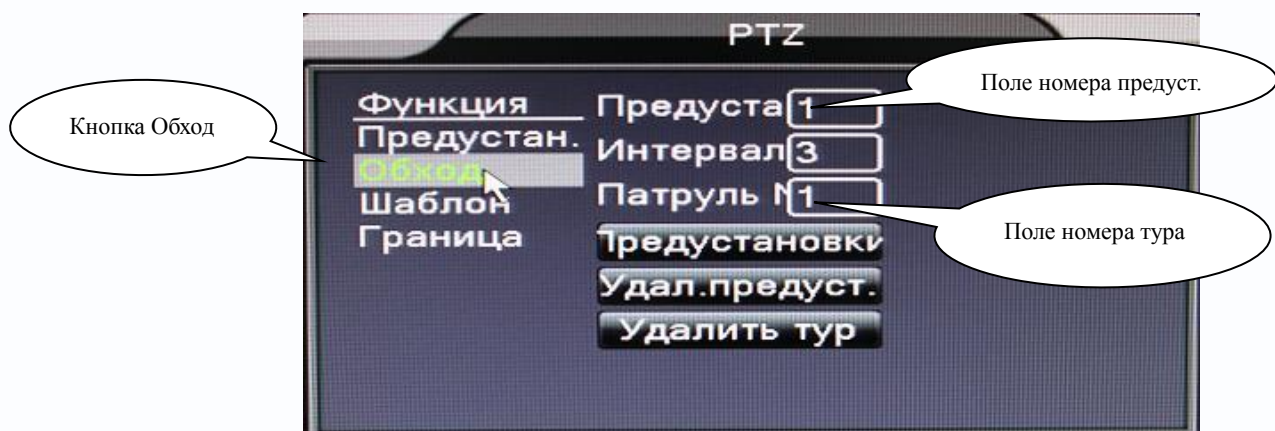 PTZ
Поле номера предуст.
Кнопка Обход
Функция
Предуста 1
Предустан.
Интервал 3
Обход
Патруль № 1
Шаблон
Поле номера тура
Граница
Предустановки
Удал.предуст.
Удалить тур